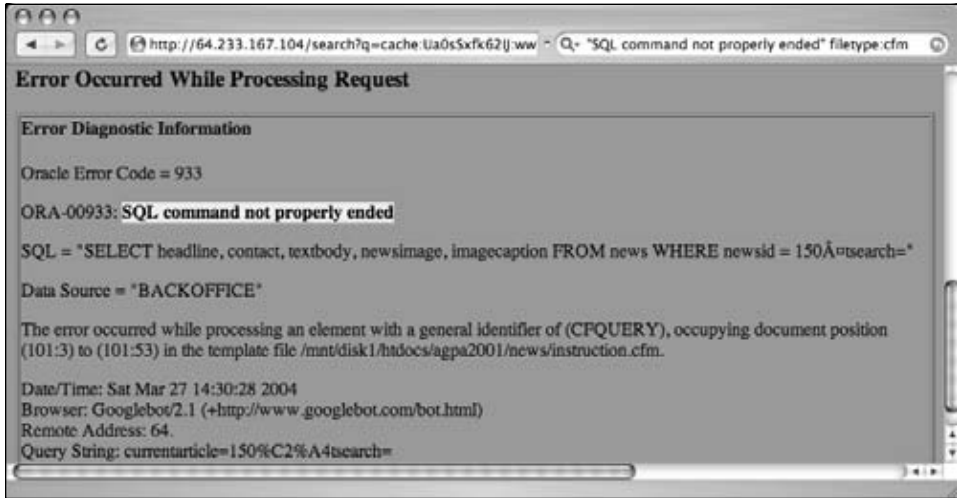 http://64.233.167.104/search?q=cache:Ua0sSxfk62IJ:ww "SQL command not properly ended" filetype:cfm
Error Occurred While Processing Request
Error Diagnostic Information
Oracle Error Code = 933
ORA-00933: SQL command not properly ended
SQL = "SELECT headline, contact, textbody, newsimage, imagecaption FROM news WHERE newsid = 150Â¤tsearch="
Data Source = "BACKOFFICE"
The error occurred while processing an element with a general identifier of (CFQUERY), occupying document position
(101:3) to (101:53) in the template file /mnt/disk1/htdocs/agpa2001/news/instruction.cfm.
Date/Time: Sat Mar 27 14:30:28 2004
Browser: Googlebot/2.1 (+http://www.googlebot.com/bot.html)
Remote Address: 64.
Query String: currentarticle=150%C2%A4tsearch=